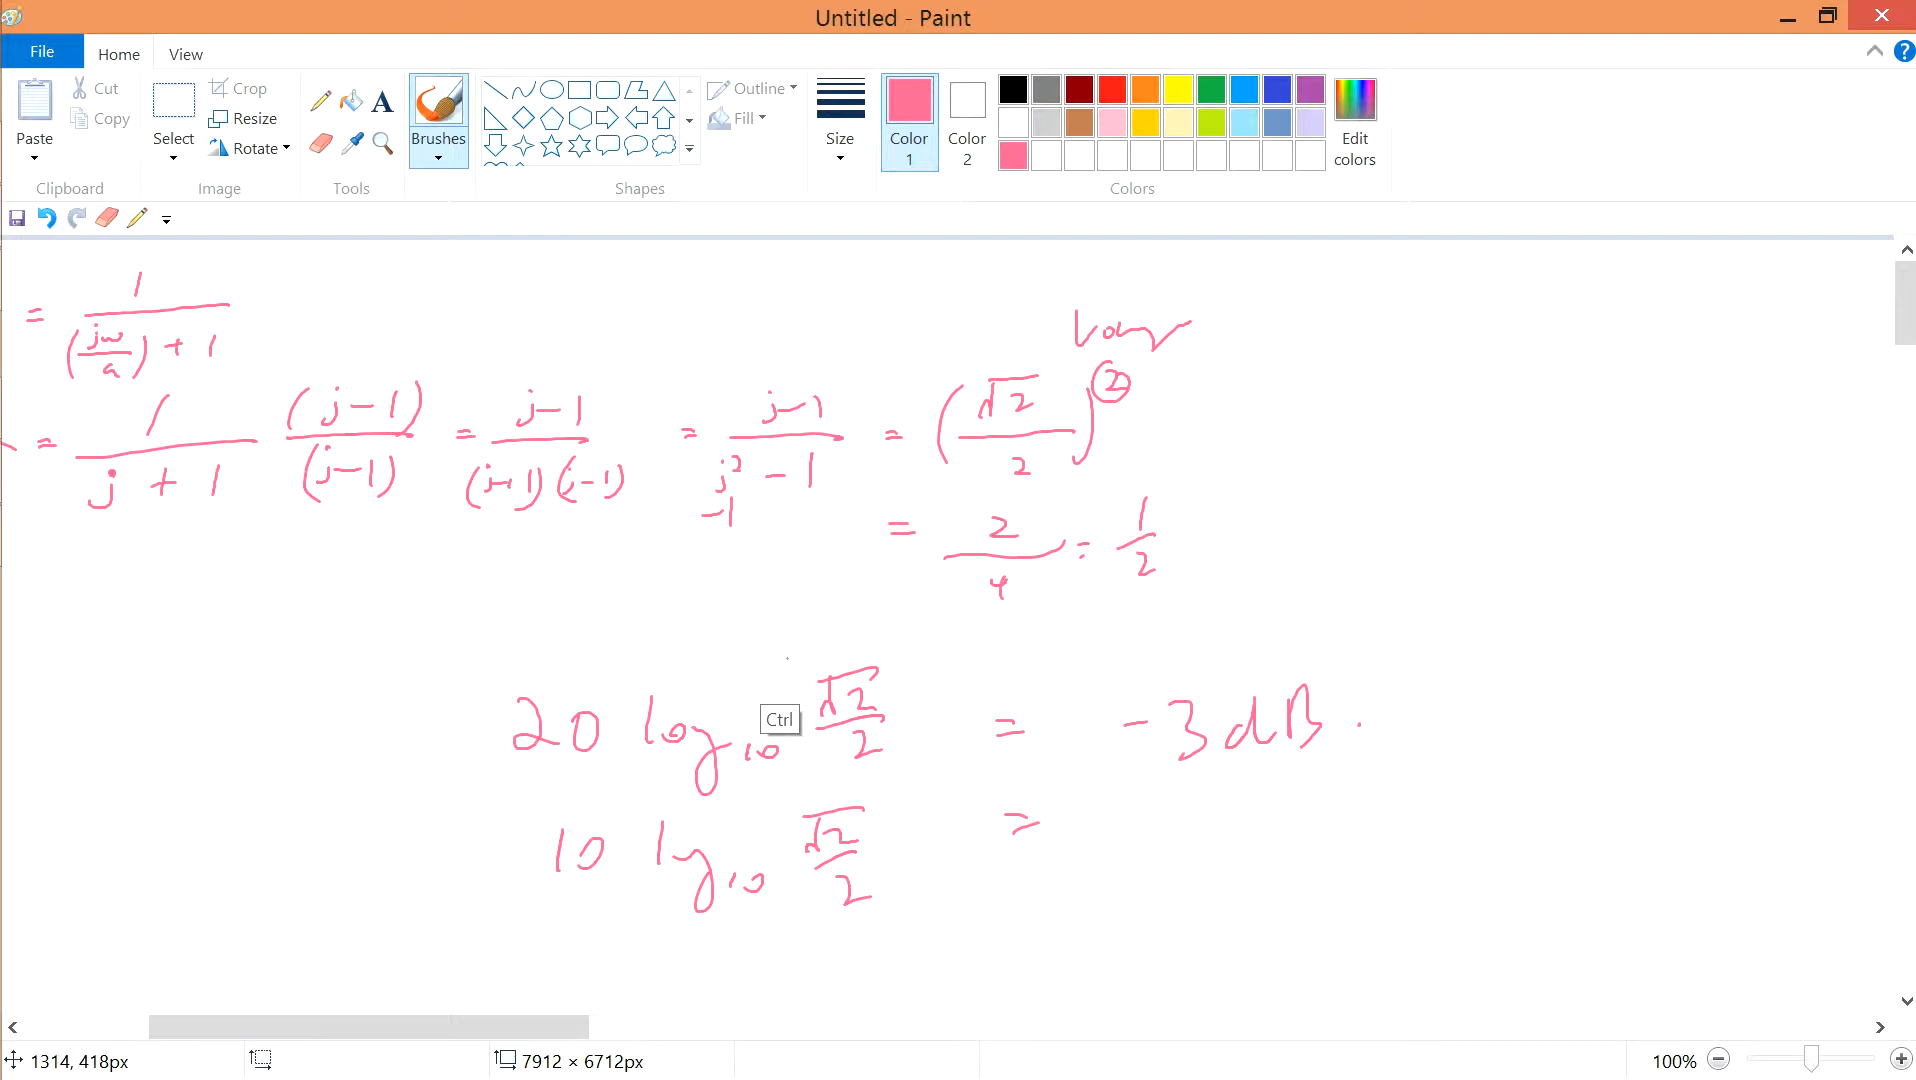 Untitled - Paint
File Home View
Paste
Cut
Copy
Clipboard
Select
Crop
Resize
Rotate
Image
A
Tools
Brushes
Outline
Fill
Shapes
Size
Color 1
Color 2
Edit colors
Colors
= 1 / (jω/a) + 1
= 1 / j + 1 (j-1) / (j-1) = j-1 / (j+1)(j-1) = j-1 / j² - 1 = (√2 / 2)²
-1
= 2 / 4 = 1 / 2
20 log10 √2 / 2 = -3 dB.
Ctrl
10 log10 √2 / 2 =
1314, 418px
7912 × 6712px
100%